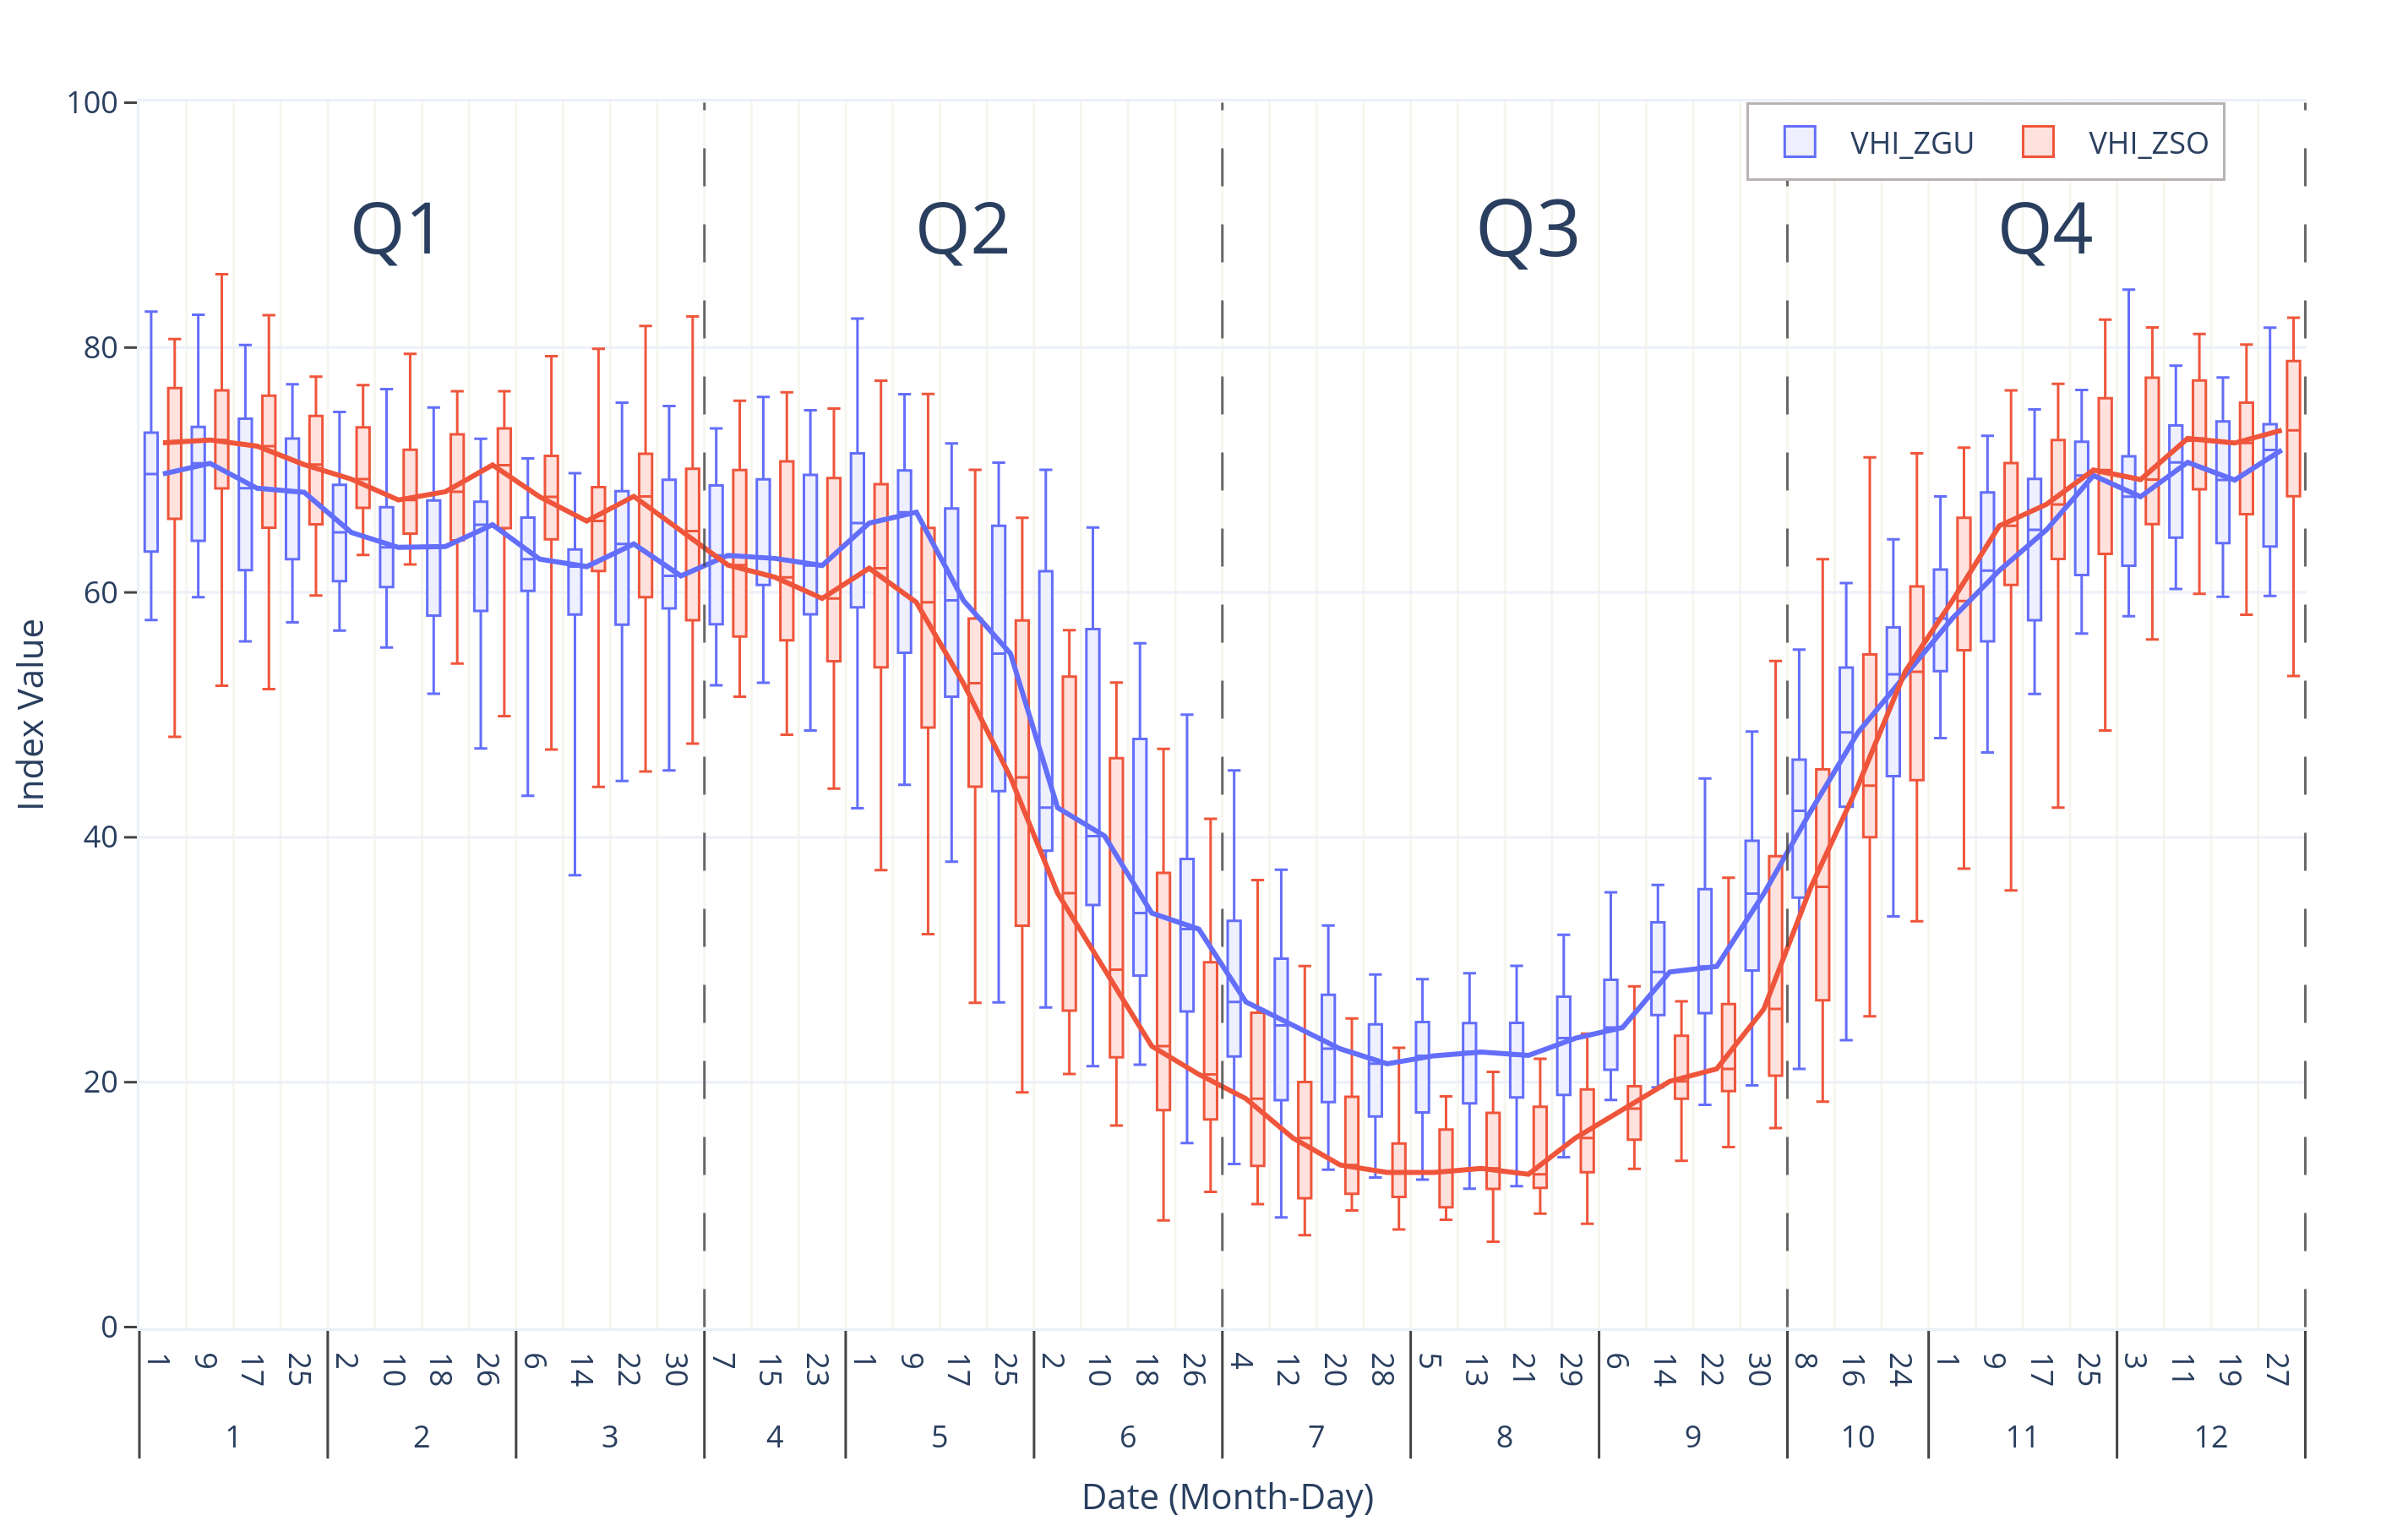 VHI_ZGU VHI_ZSO
Q1 Q2 Q3 Q4
Index Value
100
80
60
40
20
0
1 9 17 25 2 10 18 26 6 14 22 30 7 15 23 1 9 17 25 2 10 18 26 4 12 20 28 5 13 21 29 6 14 22 30 8 16 24 1 9 17 25 3 11 19 27
1 2 3 4 5 6 7 8 9 10 11 12
Date (Month-Day)